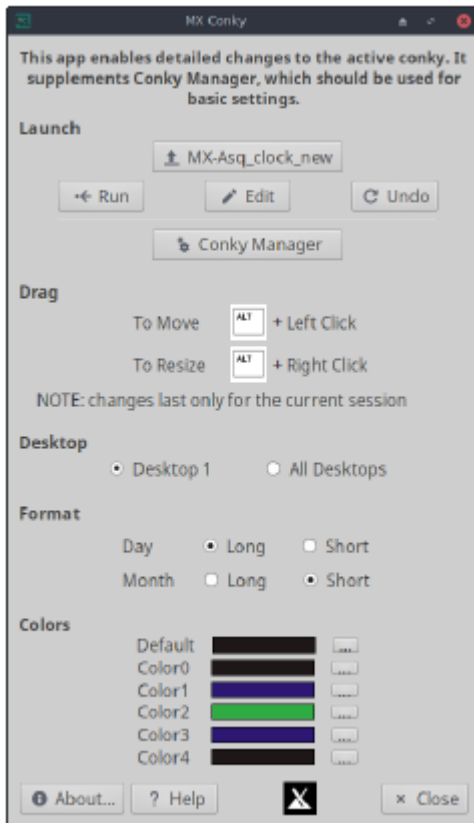 MX Conky
This app enables detailed changes to the active conky. It
supplements Conky Manager, which should be used for
basic settings.
Launch
MX-Asq_clock_new
Run Edit Undo
Conky Manager
Drag
To Move ALT + Left Click
To Resize ALT + Right Click
NOTE: changes last only for the current session
Desktop
Desktop 1 All Desktops
Format
Day Long Short
Month Long Short
Colors
Default ...
Color0 ...
Color1 ...
Color2 ...
Color3 ...
Color4 ...
About... ? Help X × Close